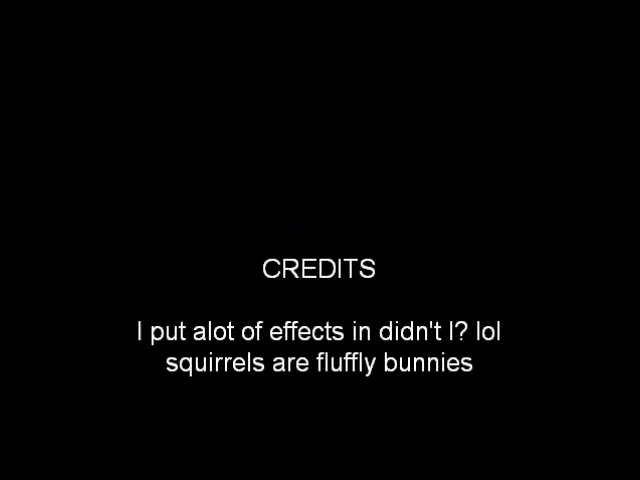 CREDITS
I put alot of effects in didn't I? lol
squirrels are fluffly bunnies